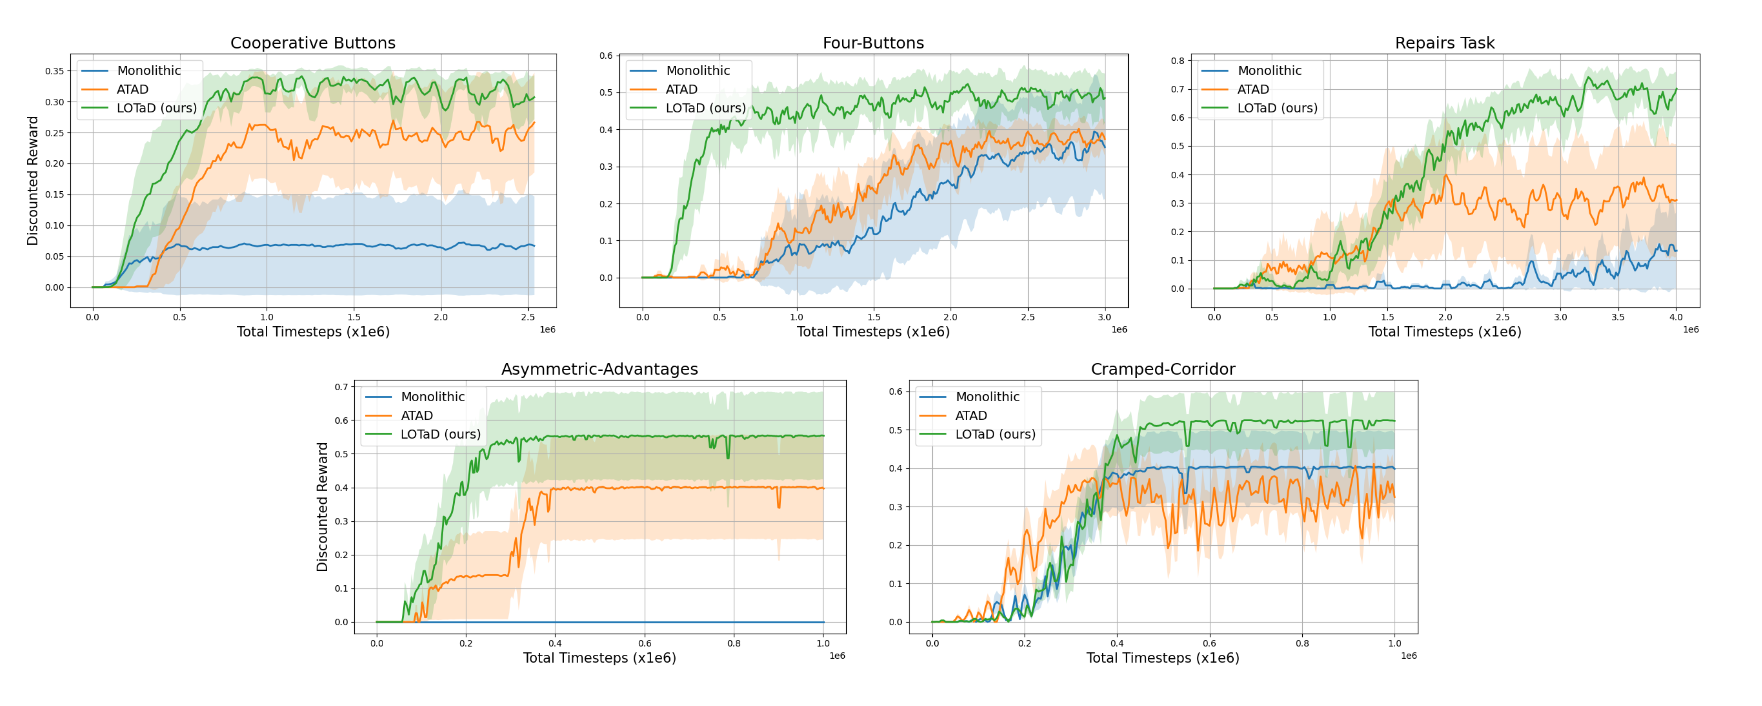 Cooperative Buttons
Discounted Reward
0.35
0.30
0.25
0.20
0.15
0.10
0.05
0.00
Monolithic
ATAD
LOTaD (ours)
0.0 0.5 1.0 1.5 2.0 2.5
1e6
Total Timesteps (x1e6)
Four-Buttons
0.6
0.5
0.4
0.3
0.2
0.1
0.0
Monolithic
ATAD
LOTaD (ours)
0.0 0.5 1.0 1.5 2.0 2.5 3.0
1e6
Total Timesteps (x1e6)
Repairs Task
0.8
0.7
0.6
0.5
0.4
0.3
0.2
0.1
0.0
Monolithic
ATAD
LOTaD (ours)
0.0 0.5 1.0 1.5 2.0 2.5 3.0 3.5 4.0
1e6
Total Timesteps (x1e6)
Asymmetric-Advantages
Discounted Reward
0.7
0.6
0.5
0.4
0.3
0.2
0.1
0.0
Monolithic
ATAD
LOTaD (ours)
0.0 0.2 0.4 0.6 0.8 1.0
1e6
Total Timesteps (x1e6)
Cramped-Corridor
0.6
0.5
0.4
0.3
0.2
0.1
0.0
Monolithic
ATAD
LOTaD (ours)
0.0 0.2 0.4 0.6 0.8 1.0
1e6
Total Timesteps (x1e6)